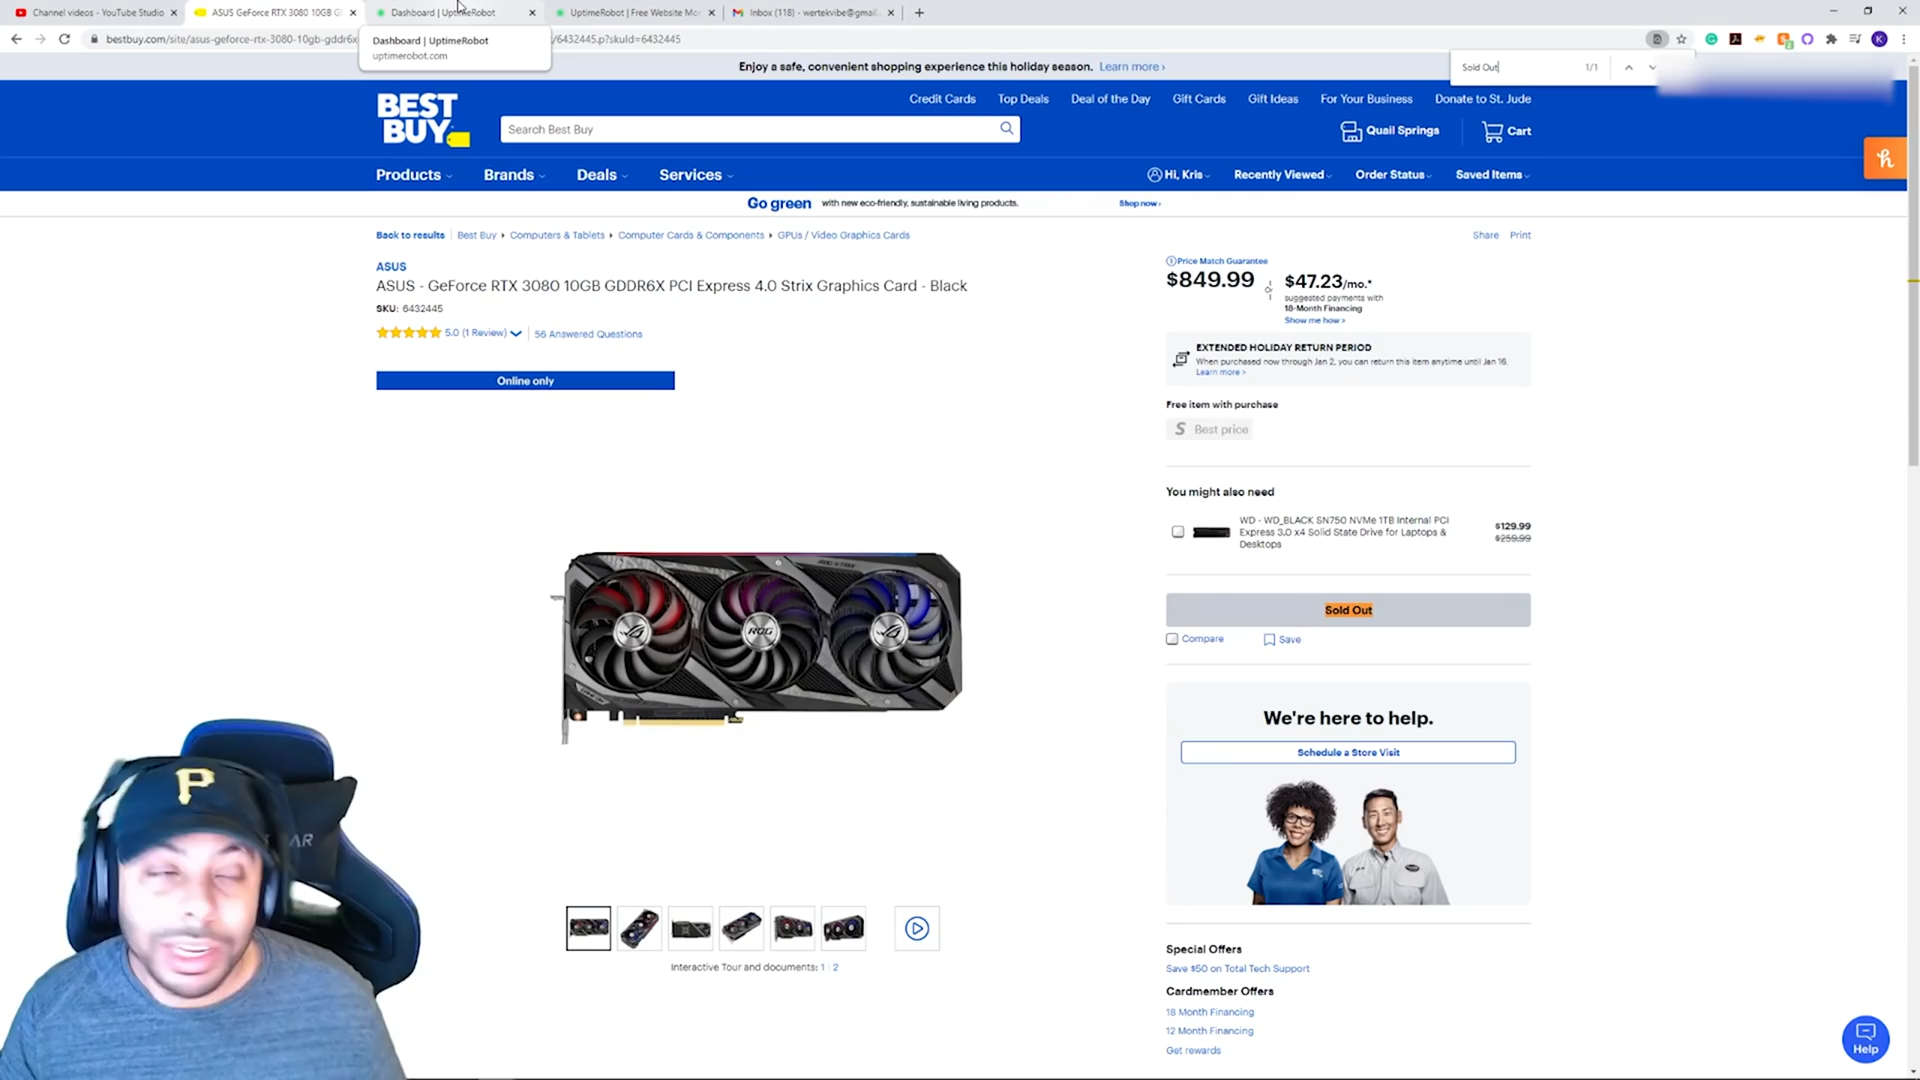 Channel videos - YouTube Studio
ASUS GeForce RTX 3080 10GB G
Dashboard | UptimeRobot
UptimeRobot | Free Website Mo
Inbox (118) - wertekvibe@gmail.
bestbuy.com/site/asus-geforce-rtx-3080-10gb-gddr6x
/6432445.p?skuId=6432445
Dashboard | UptimeRobot
uptimerobot.com
Enjoy a safe, convenient shopping experience this holiday season. Learn more ›
Sold Out
1/1
BEST
BUY
Credit Cards
Top Deals
Deal of the Day
Gift Cards
Gift Ideas
For Your Business
Donate to St. Jude
Search Best Buy
Quail Springs
Cart
Products
Brands
Deals
Services
Hi, Kris
Recently Viewed
Order Status
Saved Items
Go green with new eco-friendly, sustainable living products. Shop now ›
Back to results
Best Buy
Computers & Tablets
Computer Cards & Components
GPUs / Video Graphics Cards
Share
Print
ASUS
ASUS - GeForce RTX 3080 10GB GDDR6X PCI Express 4.0 Strix Graphics Card - Black
SKU: 6432445
5.0 (1 Review)
56 Answered Questions
Online only
Price Match Guarantee
$849.99
or
$47.23/mo.*
suggested payments with
18-Month Financing
Show me how >
EXTENDED HOLIDAY RETURN PERIOD
When purchased now through Jan 2, you can return this item anytime until Jan 16.
Learn more >
Free item with purchase
S Best price
You might also need
WD - WD_BLACK SN750 NVMe 1TB Internal PCI
Express 3.0 x4 Solid State Drive for Laptops &
Desktops
$129.99
$259.99
Sold Out
Compare
Save
We're here to help.
Schedule a Store Visit
Interactive Tour and documents: 1 | 2
Special Offers
Save $50 on Total Tech Support
Cardmember Offers
18 Month Financing
12 Month Financing
Get rewards
Help
ROG
P
AR
K